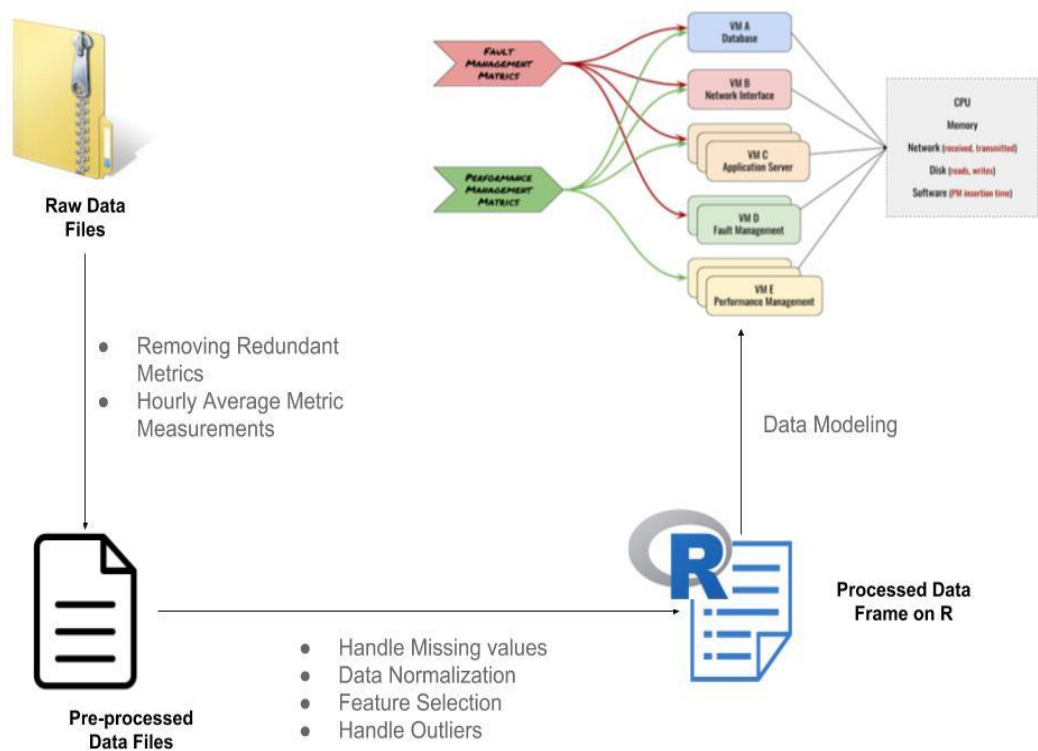 Raw Data
Files
FAULT
MANAGEMENT
MATRICS
PERFORMANCE
MANAGEMENT
MATRICS
VM A
Database
VM B
Network Interface
VM C
Application Server
VM D
Fault Management
VM E
Performance Management
CPU
Memory
Network (received, transmitted)
Disk (reads, writes)
Software (PM insertion time)
● Removing Redundant
Metrics
● Hourly Average Metric
Measurements
Data Modeling
R
Processed Data
Frame on R
● Handle Missing values
● Data Normalization
● Feature Selection
● Handle Outliers
Pre-processed
Data Files